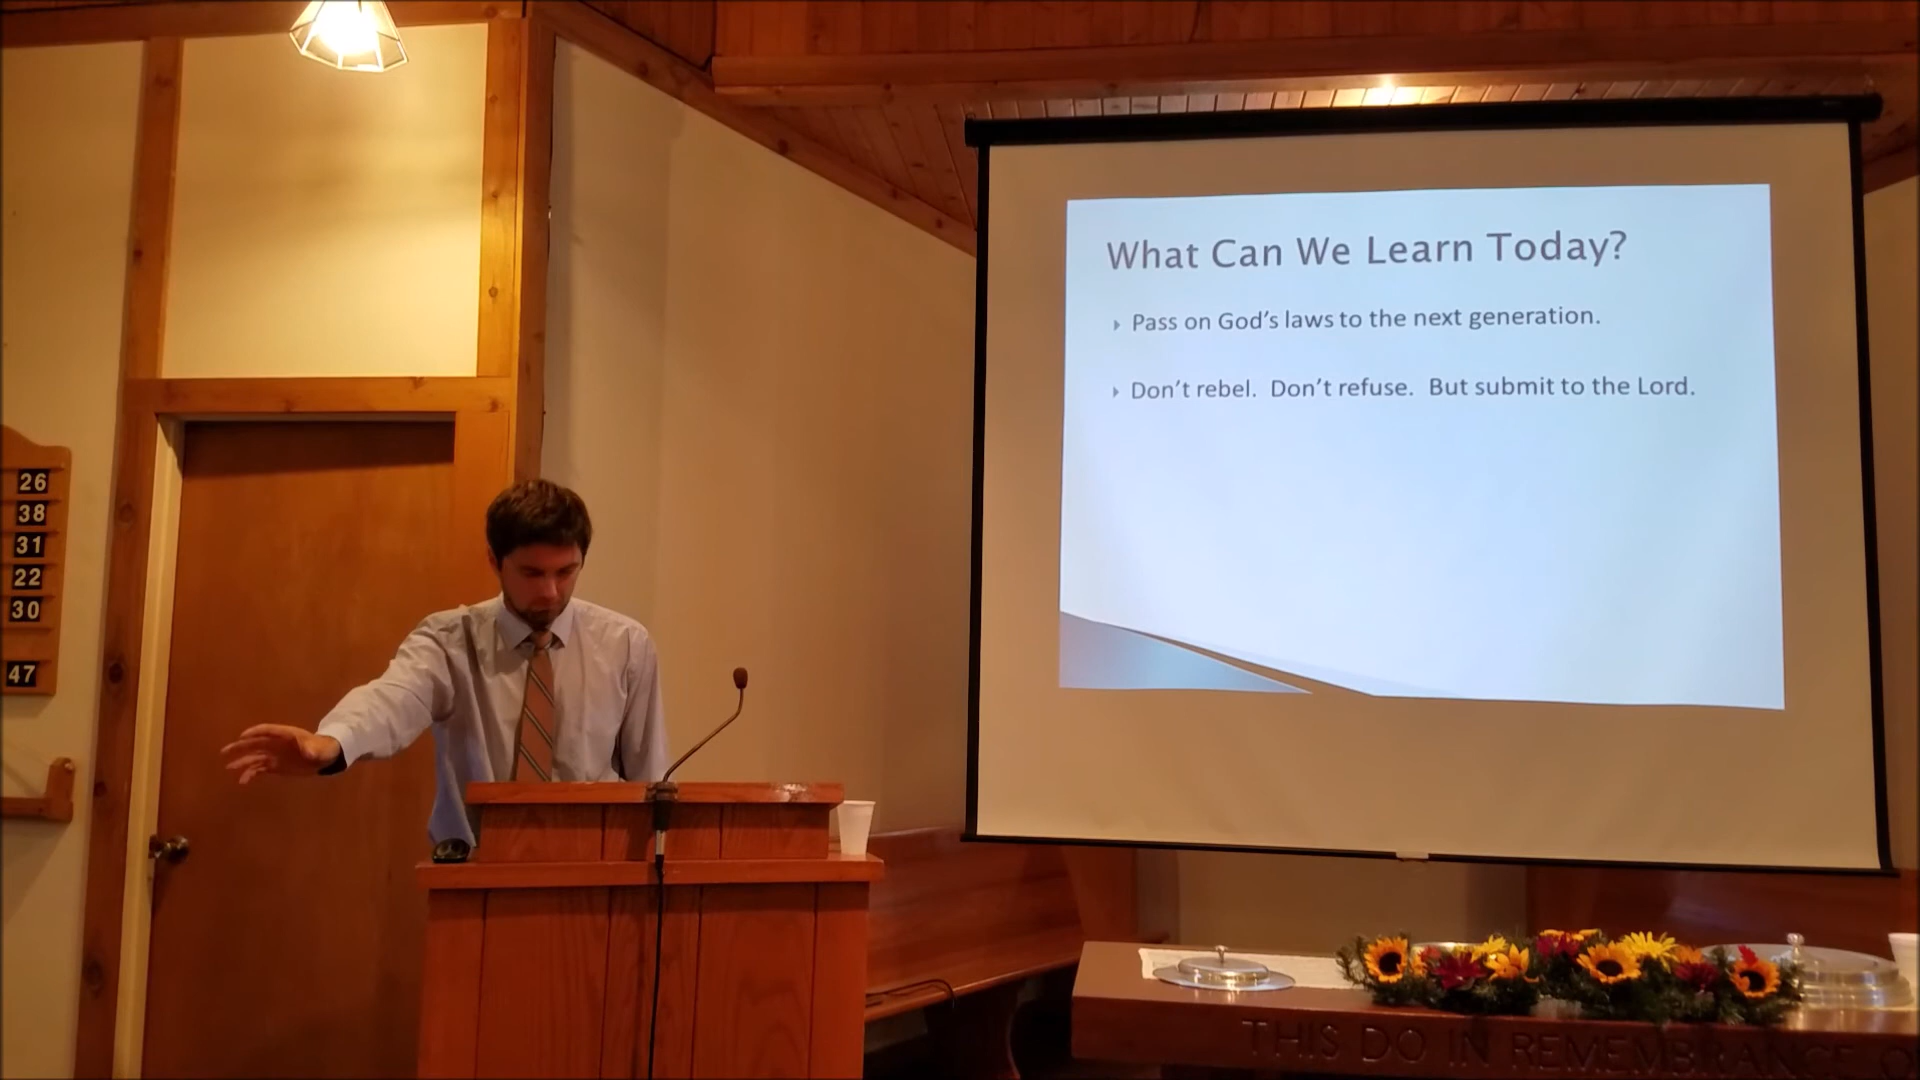 26
38
31
22
30
47
What Can We Learn Today?
Pass on God's laws to the next generation.
Don't rebel. Don't refuse. But submit to the Lord.
THIS DO IN REMEMBRANCE O